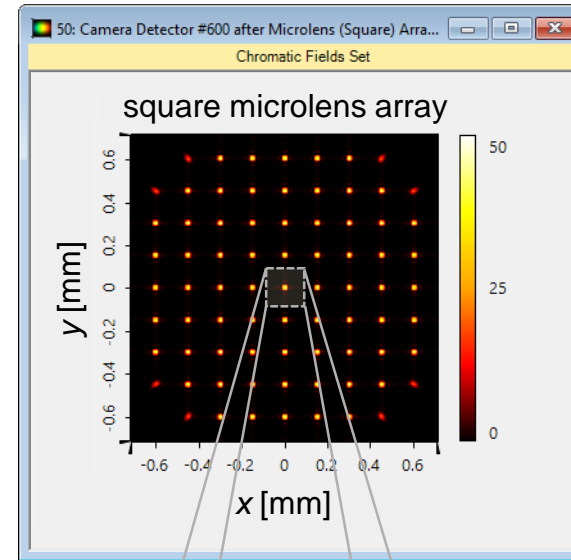 50: Camera Detector #600 after Microlens (Square) Arra...
Chromatic Fields Set
square microlens array
y [mm]
0.6
0.4
0.2
0
-0.2
-0.4
-0.6
-0.6 -0.4 -0.2 0 0.2 0.4 0.6
x [mm]
50
25
0